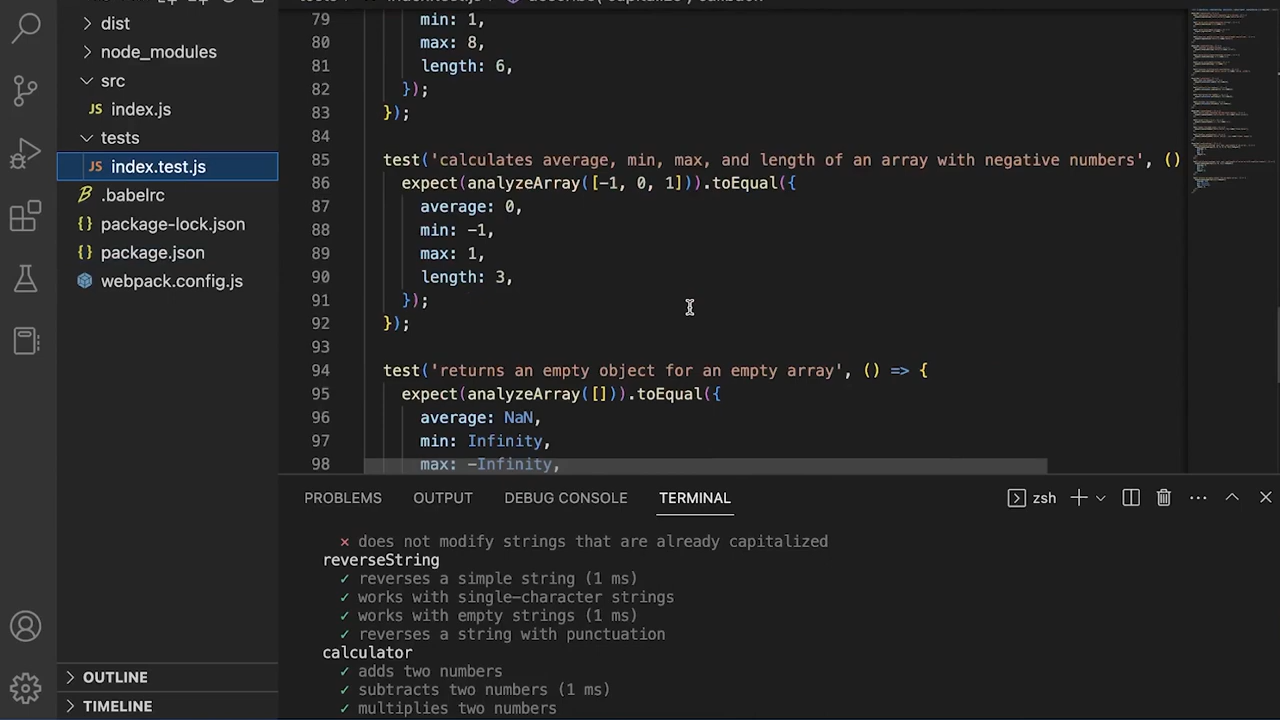 dist
node_modules
src
JS index.js
tests
JS index.test.js
.babelrc
{} package-lock.json
{} package.json
webpack.config.js
OUTLINE
TIMELINE
79 min: 1,
80 max: 8,
81 length: 6,
82 });
83 });
84
85 test('calculates average, min, max, and length of an array with negative numbers', ()
86 expect(analyzeArray([-1, 0, 1])).toEqual({
87 average: 0,
88 min: -1,
89 max: 1,
90 length: 3,
91 });
92 });
93
94 test('returns an empty object for an empty array', () => {
95 expect(analyzeArray([])).toEqual({
96 average: NaN,
97 min: Infinity,
98 max: -Infinity,
PROBLEMS OUTPUT DEBUG CONSOLE TERMINAL zsh
✕ does not modify strings that are already capitalized
reverseString
✓ reverses a simple string (1 ms)
✓ works with single-character strings
✓ works with empty strings (1 ms)
✓ reverses a string with punctuation
calculator
✓ adds two numbers
✓ subtracts two numbers (1 ms)
✓ multiplies two numbers